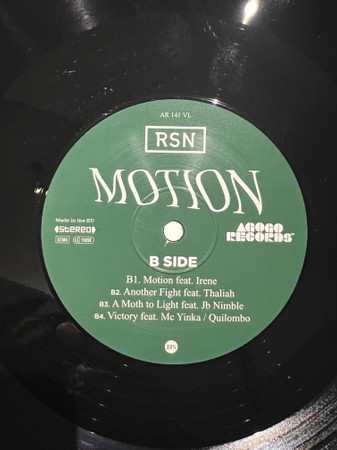 AR 141 VL
RSN
MOTION
Made in the EU
stereo
AGOGO
RECORDS
B SIDE
B1. Motion feat. Irene
B2. Another Fight feat. Thaliah
B3. A Moth to Light feat. Jb Nimble
B4. Victory feat. Mc Yinka / Quilombo